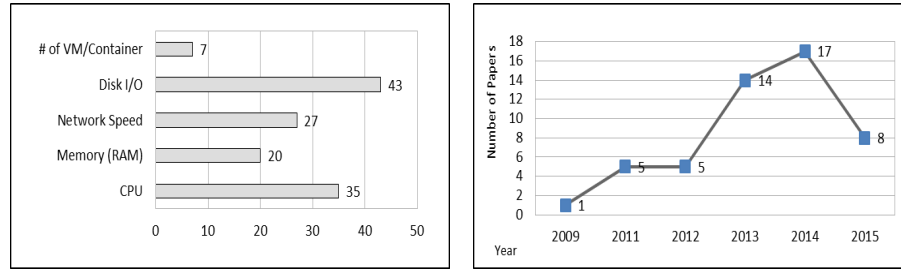 # of VM/Container 7
Disk I/O 43
Network Speed 27
Memory (RAM) 20
CPU 35
0 10 20 30 40 50
Number of Papers
18
16
14
12
10
8
6
4
2
0
1
5
5
14
17
8
2009 2011 2012 2013 2014 2015
Year